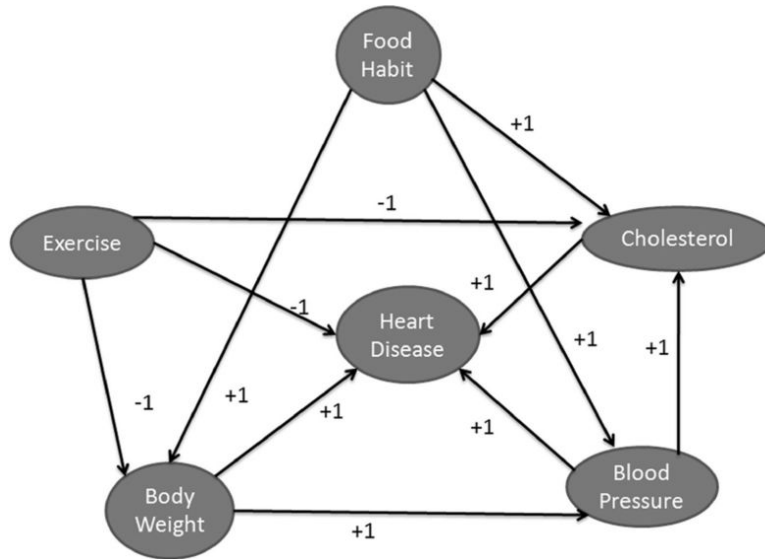 Food
Habit
+1
-1
Exercise
Cholesterol
-1
+1
Heart
Disease
+1
+1
-1
+1
+1
+1
Body
Weight
Blood
Pressure
+1